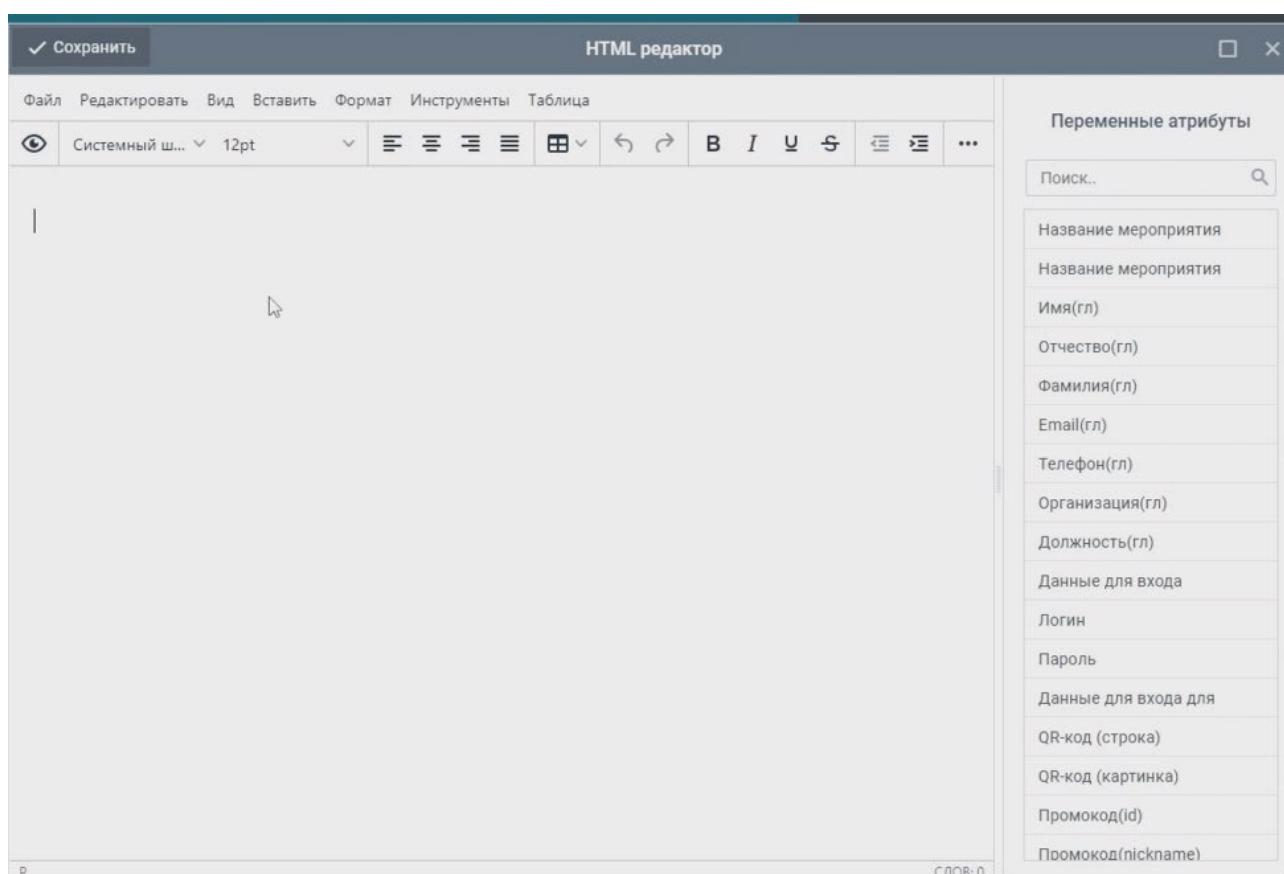 Сохранить
HTML редактор
Файл Редактировать Вид Вставить Формат Инструменты Таблица
Системный ш... 12pt B I U S ...
P
СЛОВ: 0
Переменные атрибуты
Поиск..
Название мероприятия
Название мероприятия
Имя(гл)
Отчество(гл)
Фамилия(гл)
Email(гл)
Телефон(гл)
Организация(гл)
Должность(гл)
Данные для входа
Логин
Пароль
Данные для входа для
QR-код (строка)
QR-код (картинка)
Промокод(id)
Промокод(nickname)